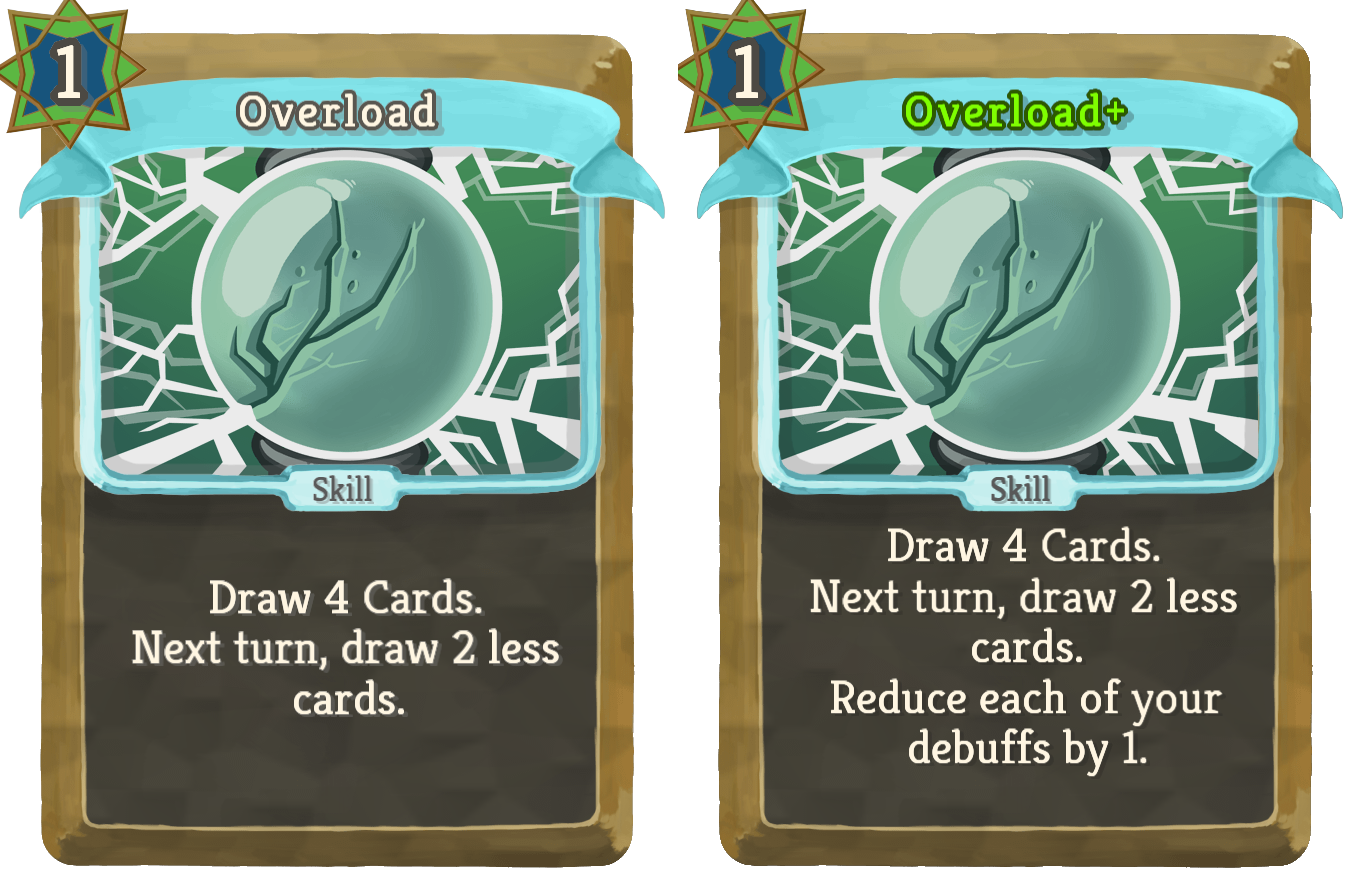 1
Overload
Skill
Draw 4 Cards.
Next turn, draw 2 less
cards.
1
Overload+
Skill
Draw 4 Cards.
Next turn, draw 2 less
cards.
Reduce each of your
debuffs by 1.